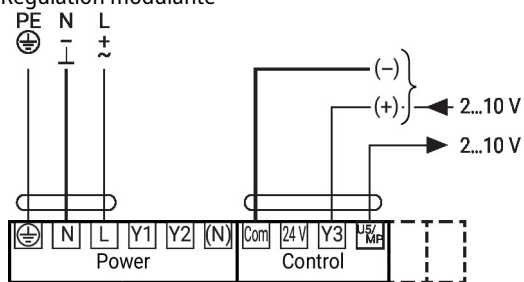 Régulation modulante
PE N L
− +
⊥ ~
(−)
(+) 2...10 V
2...10 V
N L Y1 Y2 (N) Com 24 V Y3 U5/MP
Power Control